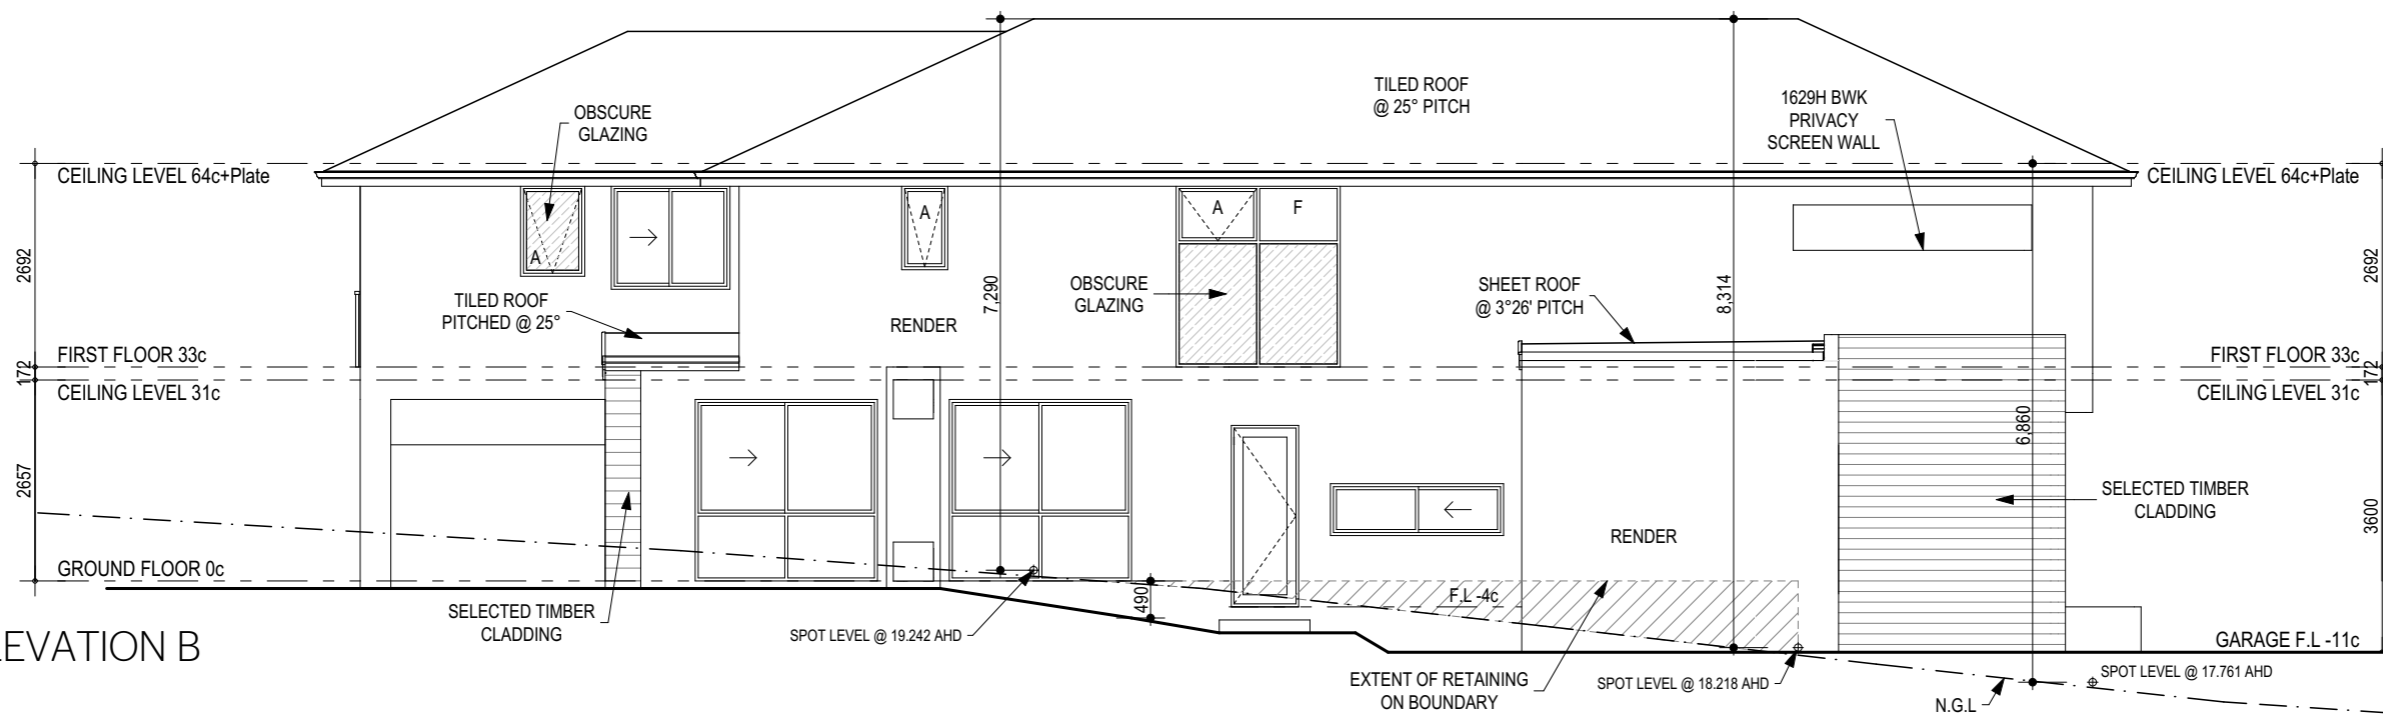 TILED ROOF
@ 25° PITCH
OBSCURE
GLAZING
1629H BWK
PRIVACY
SCREEN WALL
CEILING LEVEL 64c+Plate
CEILING LEVEL 64c+Plate
A
A
A
F
2692
7,290
OBSCURE
GLAZING
8,314
2692
TILED ROOF
PITCHED @ 25°
RENDER
SHEET ROOF
@ 3°26' PITCH
FIRST FLOOR 33c
FIRST FLOOR 33c
172
172
CEILING LEVEL 31c
CEILING LEVEL 31c
6,860
2657
SELECTED TIMBER
CLADDING
3600
RENDER
GROUND FLOOR 0c
490
F.L -4c
SELECTED TIMBER
CLADDING
SPOT LEVEL @ 19.242 AHD
LEVATION B
GARAGE F.L -11c
EXTENT OF RETAINING
ON BOUNDARY
SPOT LEVEL @ 18.218 AHD
SPOT LEVEL @ 17.761 AHD
N.G.L